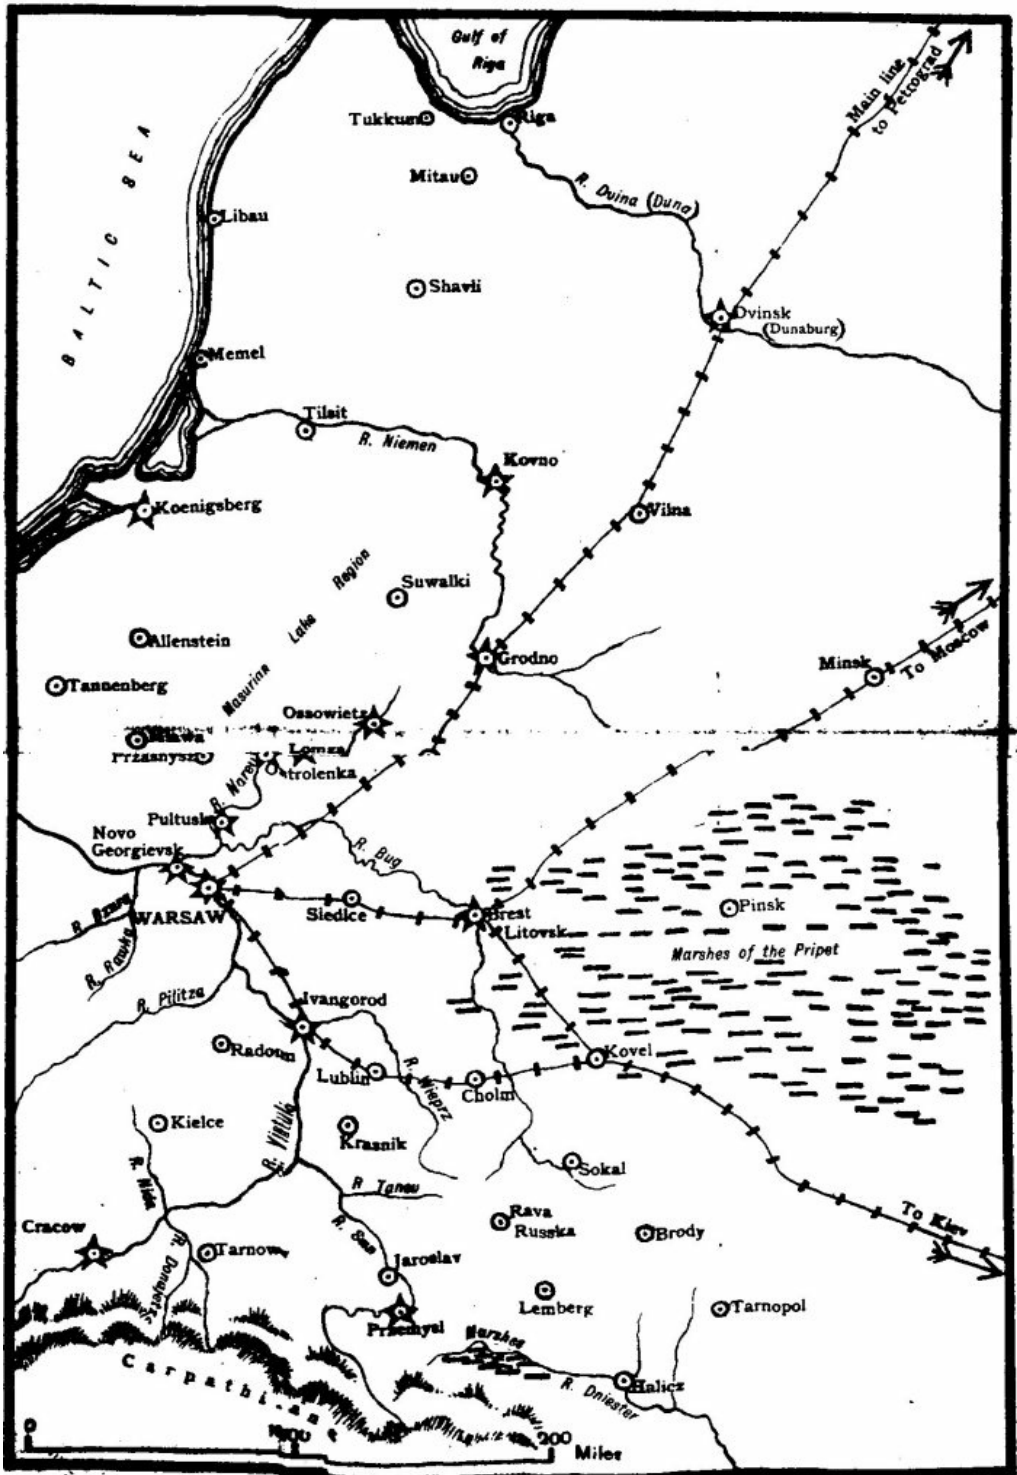 Gulf of
Riga
Main line
to Petrograd
Tukkum
Riga
BALTIC SEA
Mitau
R. Dvina (Duna)
Libau
Shavli
Dvinsk
(Dunaburg)
Memel
Tilsit
R. Niemen
Kovno
Koenigsberg
Vilna
Masurian Lake Region
Suwalki
Allenstein
Grodno
Minsk
To Moscow
Tannenberg
Ossowietz
Mlawa
Przasnysz
Lomza
Ostrolenka
R. Narew
Pultusk
Novo
Georgievsk
R. Bug
R. Bzura
WARSAW
Siedlce
Brest
Litovsk
Pinsk
R. Rawka
Marshes of the Pripet
R. Pilitza
Ivangorod
Radom
Lublin
R. Wieprz
Cholm
Kovel
Kielce
R. Vistula
Krasnik
R. Nida
R Tanew
Sokal
Cracow
R. San
Rava
Russka
Brody
To Kiev
Tarnow
R. Donajetz
Jaroslav
Lemberg
Tarnopol
Przemysl
Marshes
Carpathians
R. Dniester
Halicz
0 100 200
Miles